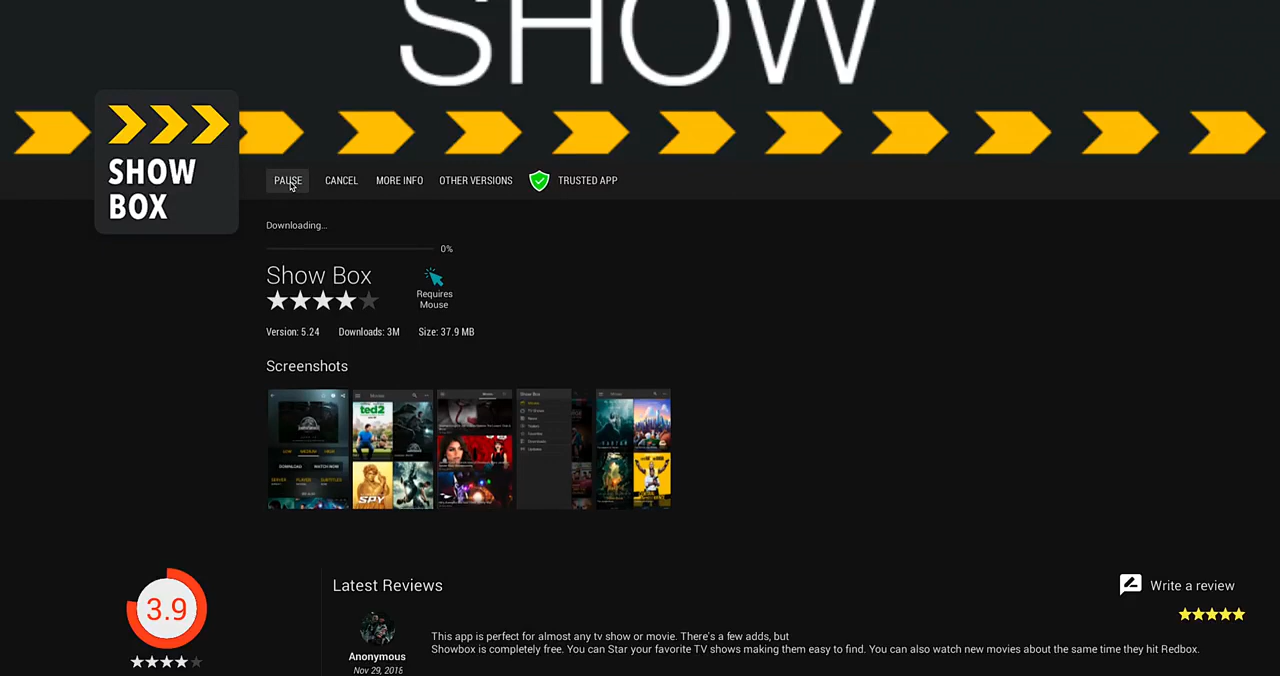 SHOW
SHOW
BOX
PAUSE
CANCEL
MORE INFO
OTHER VERSIONS
TRUSTED APP
Downloading...
0%
Show Box
Requires
Mouse
Version: 5.24
Downloads: 3M
Size: 37.9 MB
Screenshots
ted2
SPY
3.9
Latest Reviews
Write a review
Anonymous
Nov 29, 2016
This app is perfect for almost any tv show or movie. There's a few adds, but
Showbox is completely free. You can Star your favorite TV shows making them easy to find. You can also watch new movies about the same time they hit Redbox.